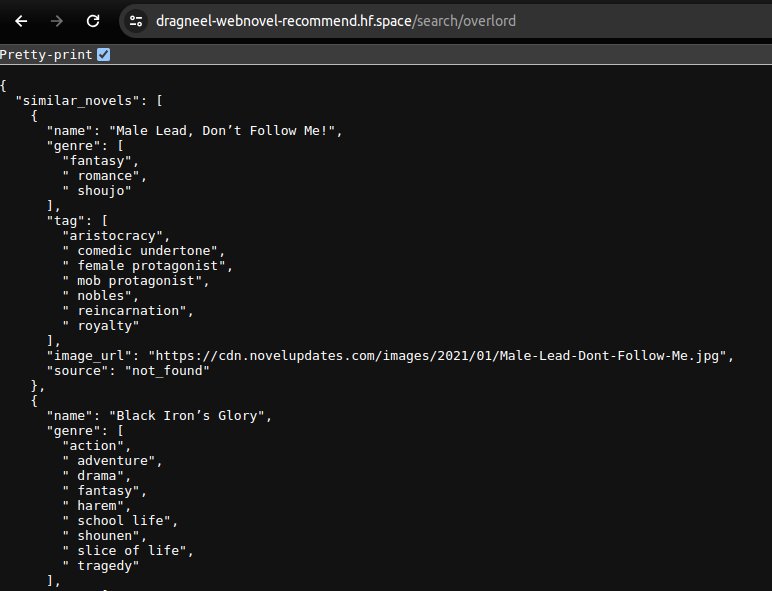 dragneel-webnovel-recommend.hf.space/search/overlord
Pretty-print
{
  "similar_novels": [
    {
      "name": "Male Lead, Don’t Follow Me!",
      "genre": [
        "fantasy",
        " romance",
        " shoujo"
      ],
      "tag": [
        "aristocracy",
        " comedic undertone",
        " female protagonist",
        " mob protagonist",
        " nobles",
        " reincarnation",
        " royalty"
      ],
      "image_url": "https://cdn.novelupdates.com/images/2021/01/Male-Lead-Dont-Follow-Me.jpg",
      "source": "not_found"
    },
    {
      "name": "Black Iron’s Glory",
      "genre": [
        "action",
        " adventure",
        " drama",
        " fantasy",
        " harem",
        " school life",
        " shounen",
        " slice of life",
        " tragedy"
      ],